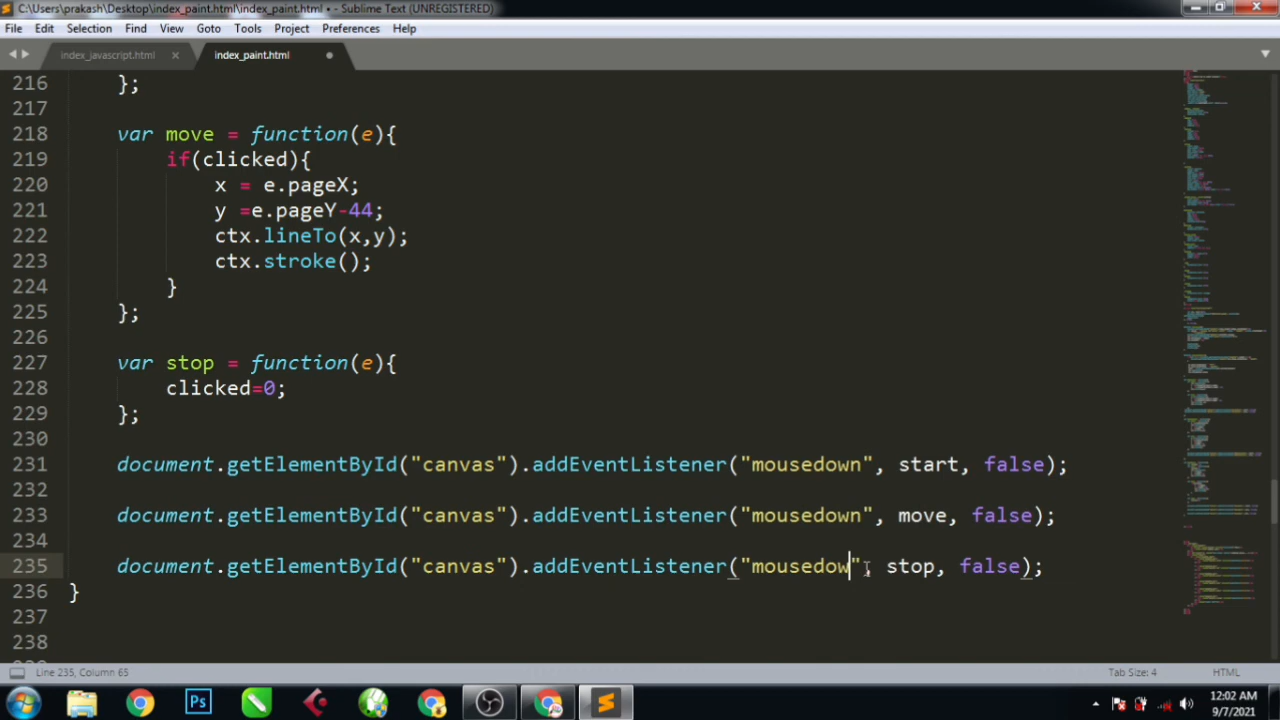 C:\Users\prakash\Desktop\index_paint.html\index_paint.html • - Sublime Text (UNREGISTERED)
File Edit Selection Find View Goto Tools Project Preferences Help
index_javascript.html × index_paint.html
216 };
217
218 var move = function(e){
219 if(clicked){
220 x = e.pageX;
221 y =e.pageY-44;
222 ctx.lineTo(x,y);
223 ctx.stroke();
224 }
225 };
226
227 var stop = function(e){
228 clicked=0;
229 };
230
231 document.getElementById("canvas").addEventListener("mousedown", start, false);
232
233 document.getElementById("canvas").addEventListener("mousedown", move, false);
234
235 document.getElementById("canvas").addEventListener("mousedow", stop, false);
236 }
237
238
Line 235, Column 65 Tab Size: 4 HTML
Ps
12:02 AM
9/7/2021